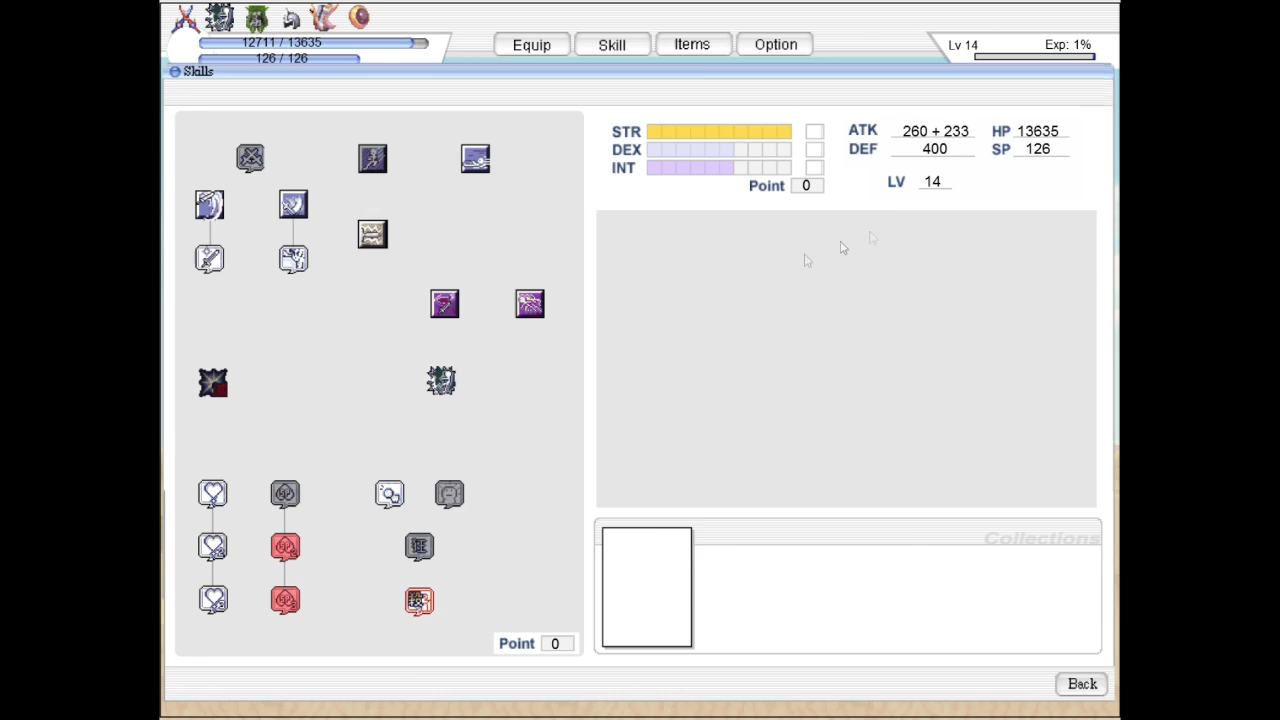 12711 / 13635
126 / 126
Equip
Skill
Items
Option
Lv 14
Exp: 1%
Skills
STR
DEX
INT
Point 0
ATK 260 + 233
DEF 400
HP 13635
SP 126
LV 14
Collections
Point 0
Back